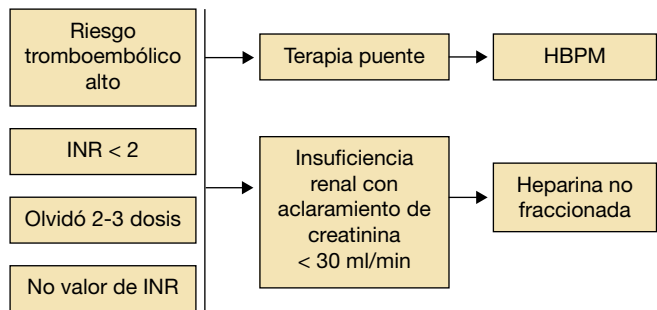 Riesgo
tromboembólico
alto
Terapia puente
HBPM
INR < 2
Olvidó 2-3 dosis
No valor de INR
Insuficiencia
renal con
aclaramiento de
creatinina
< 30 ml/min
Heparina no
fraccionada